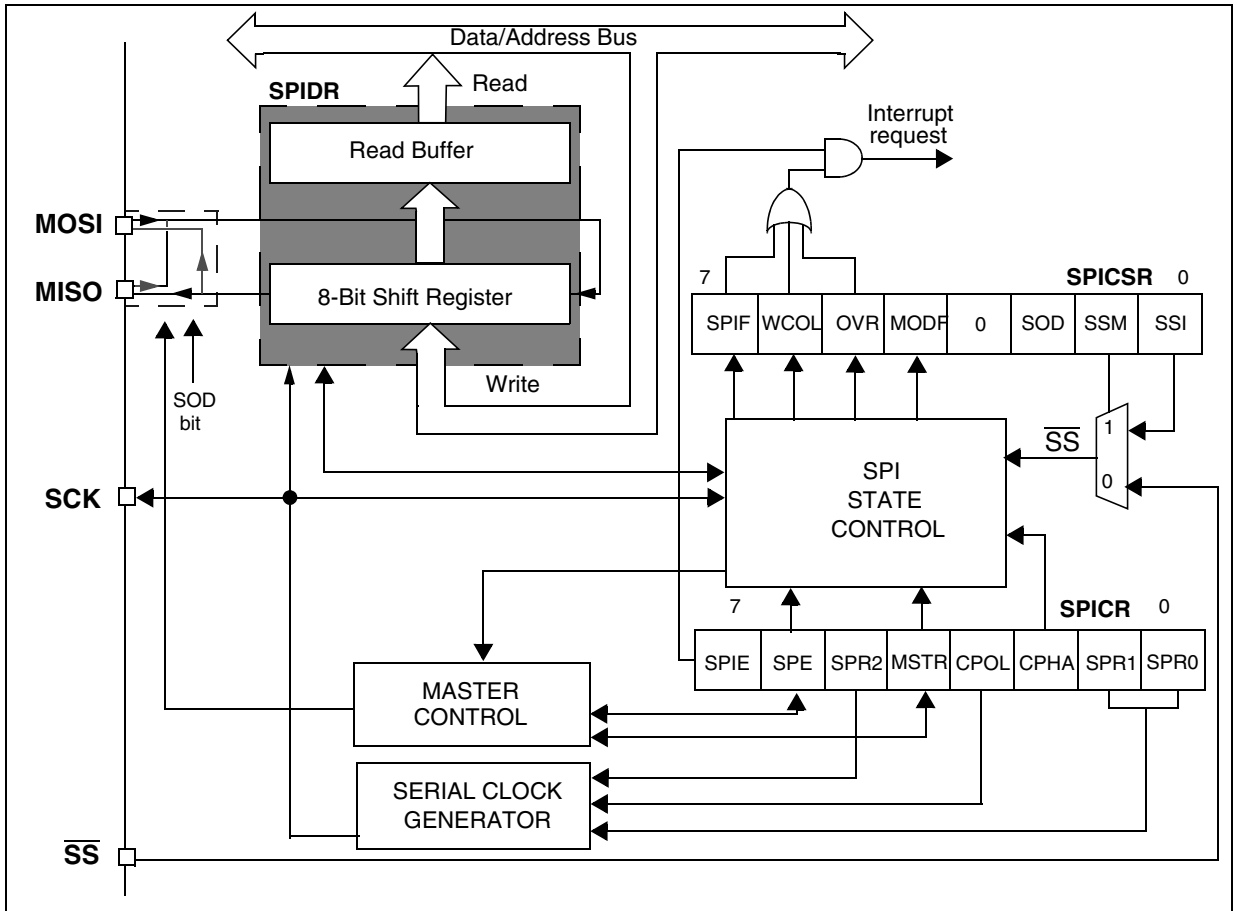 Data/Address Bus
SPIDR
Read
Read Buffer
Interrupt
request
MOSI
MISO
8-Bit Shift Register
Write
SOD
bit
7 SPICSR 0
SPIF WCOL OVR MODF 0 SOD SSM SSI
1
SS
0
SCK
SPI
STATE
CONTROL
7 SPICR 0
SPIE SPE SPR2 MSTR CPOL CPHA SPR1 SPR0
MASTER
CONTROL
SERIAL CLOCK
GENERATOR
SS